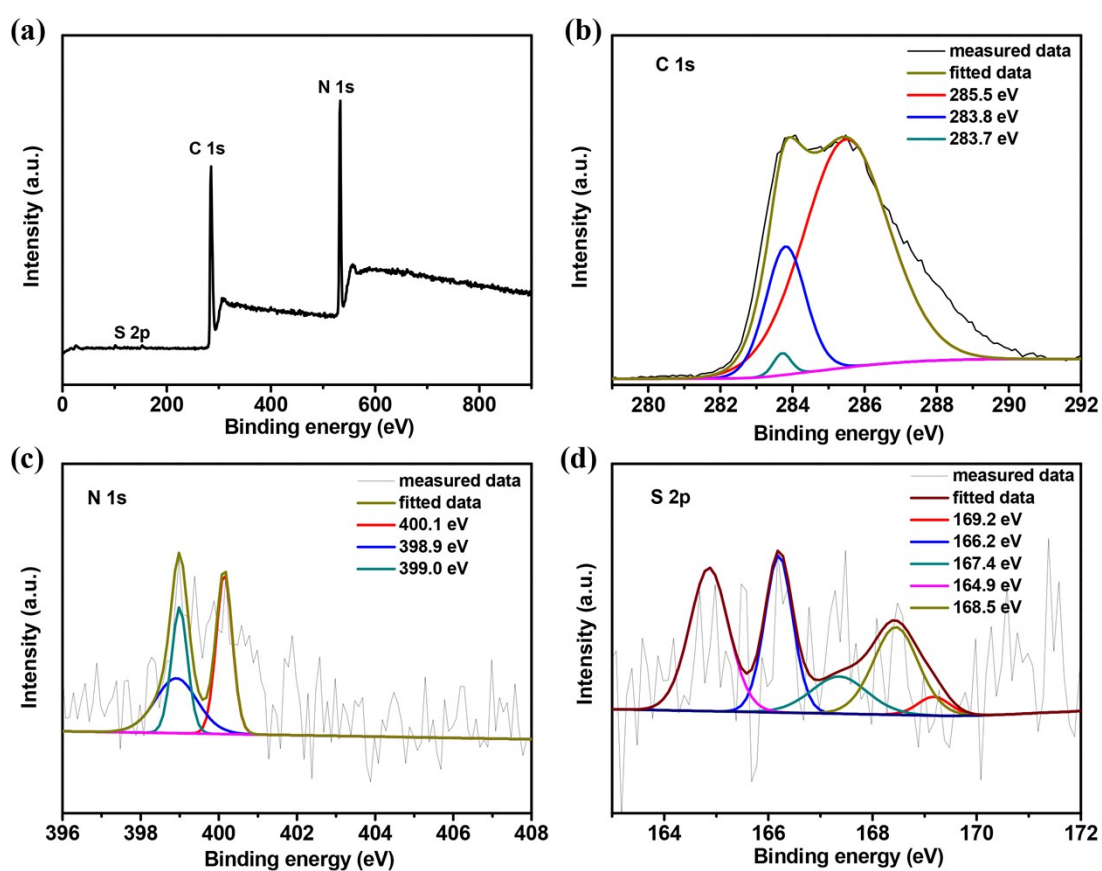 (a)
Intensity (a.u.)
S 2p
C 1s
N 1s
0 200 400 600 800
Binding energy (eV)
(b)
Intensity (a.u.)
C 1s
measured data
fitted data
285.5 eV
283.8 eV
283.7 eV
280 282 284 286 288 290 292
Binding energy (eV)
(c)
Intensity (a.u.)
N 1s
measured data
fitted data
400.1 eV
398.9 eV
399.0 eV
396 398 400 402 404 406 408
Binding energy (eV)
(d)
Intensity (a.u.)
S 2p
measured data
fitted data
169.2 eV
166.2 eV
167.4 eV
164.9 eV
168.5 eV
164 166 168 170 172
Binding energy (eV)